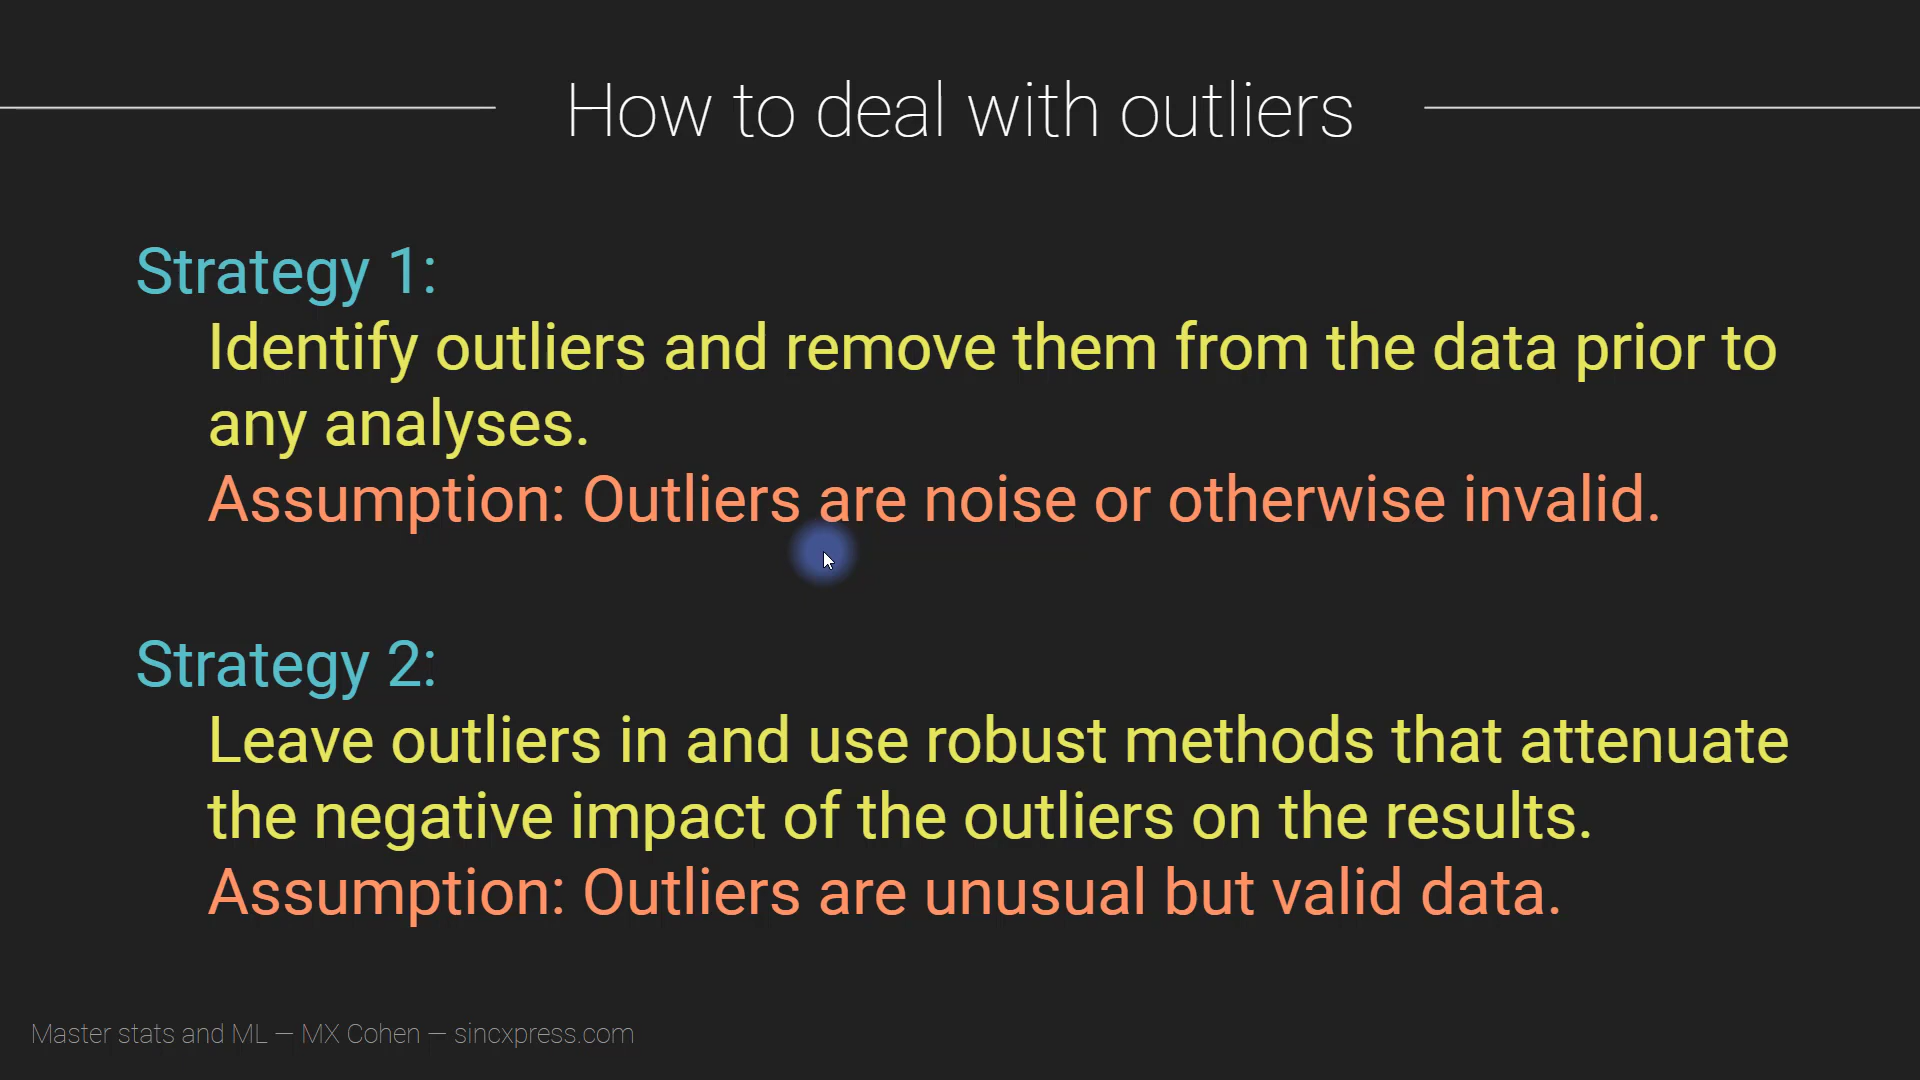 How to deal with outliers
Strategy 1:
Identify outliers and remove them from the data prior to
any analyses.
Assumption: Outliers are noise or otherwise invalid.
Strategy 2:
Leave outliers in and use robust methods that attenuate
the negative impact of the outliers on the results.
Assumption: Outliers are unusual but valid data.
Master stats and ML — MX Cohen — sincxpress.com